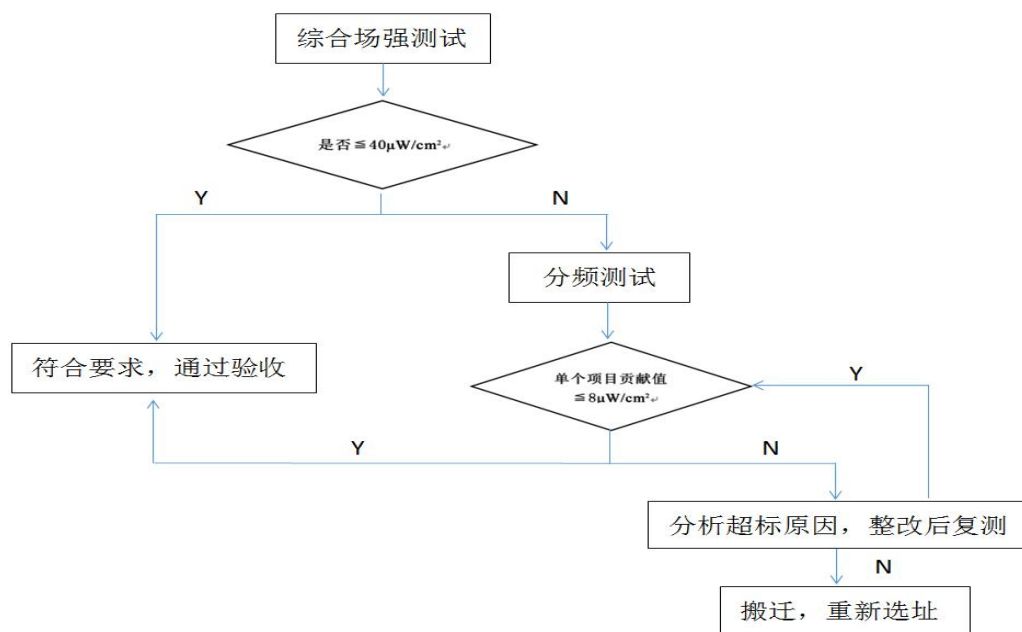 综合场强测试
是否≦40μW/cm²↵
Y
N
分频测试
符合要求，通过验收
单个项目贡献值
≦8μW/cm²↵
Y
Y
N
分析超标原因，整改后复测
N
搬迁，重新选址